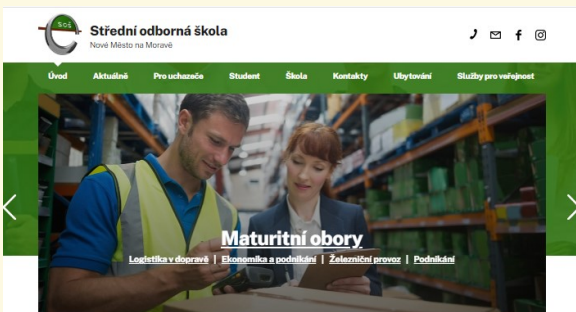 SOŠ
Střední odborná škola
Nové Město na Moravě
Úvod Aktuálně Pro uchazeče Student Škola Kontakty Ubytování Služby pro veřejnost
Maturitní obory
Logistika v dopravě | Ekonomika a podnikání | Železniční provoz | Podnikání